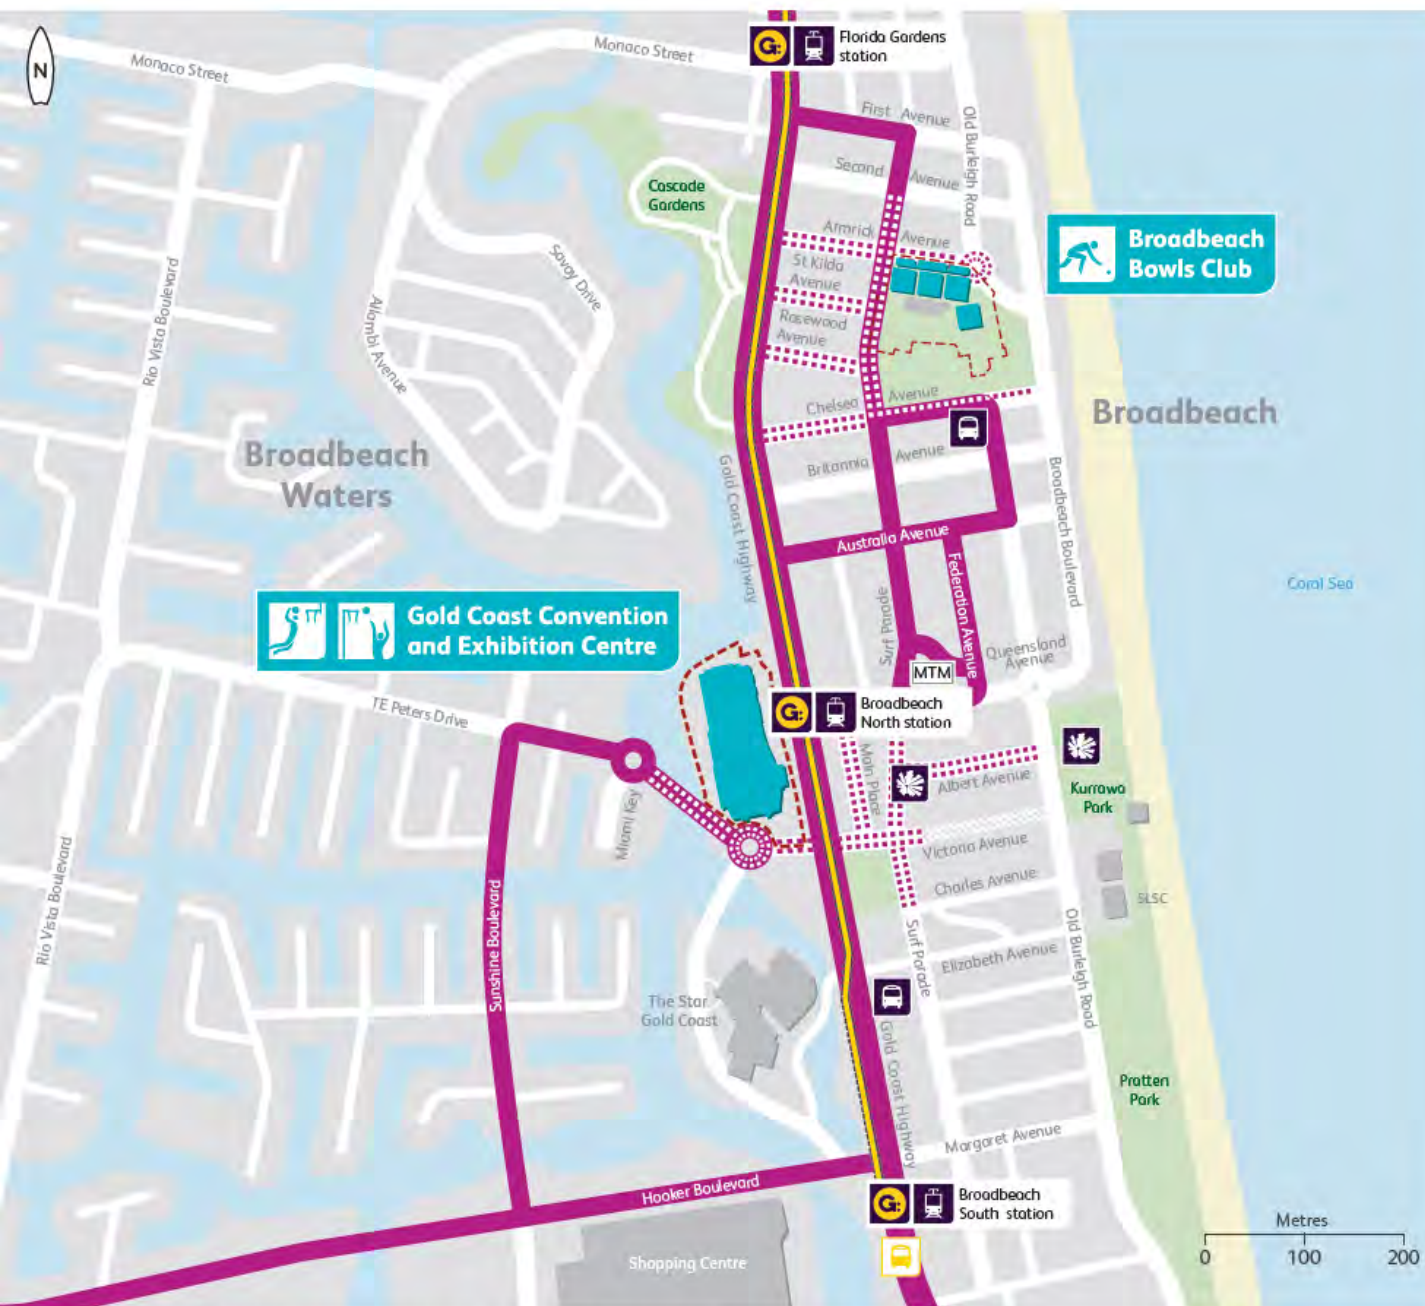 N
Monaco Street
Monaco Street
G:
Florida Gardens
station
First Avenue
Old Burleigh Road
Second Avenue
Cascade
Gardens
Armrick Avenue
Broadbeach
Bowls Club
St Kilda
Avenue
Savoy Drive
Rio Vista Boulevard
Allambi Avenue
Rosewood
Avenue
Chelsea Avenue
Broadbeach
Broadbeach
Waters
Britannia Avenue
Gold Coast Highway
Broadbeach Boulevard
Australia Avenue
Federation Avenue
Coral Sea
Surf Parade
Gold Coast Convention
and Exhibition Centre
Queensland
Avenue
MTM
TE Peters Drive
G:
Broadbeach
North station
Main Place
Albert Avenue
Kurrawa
Park
Miami Key
Victoria Avenue
Charles Avenue
SLSC
Rio Vista Boulevard
Sunshine Boulevard
Surf Parade
Elizabeth Avenue
Old Burleigh Road
The Star
Gold Coast
Gold Coast Highway
Pratten
Park
Margaret Avenue
Hooker Boulevard
G:
Broadbeach
South station
Shopping Centre
Metres
0 100 200